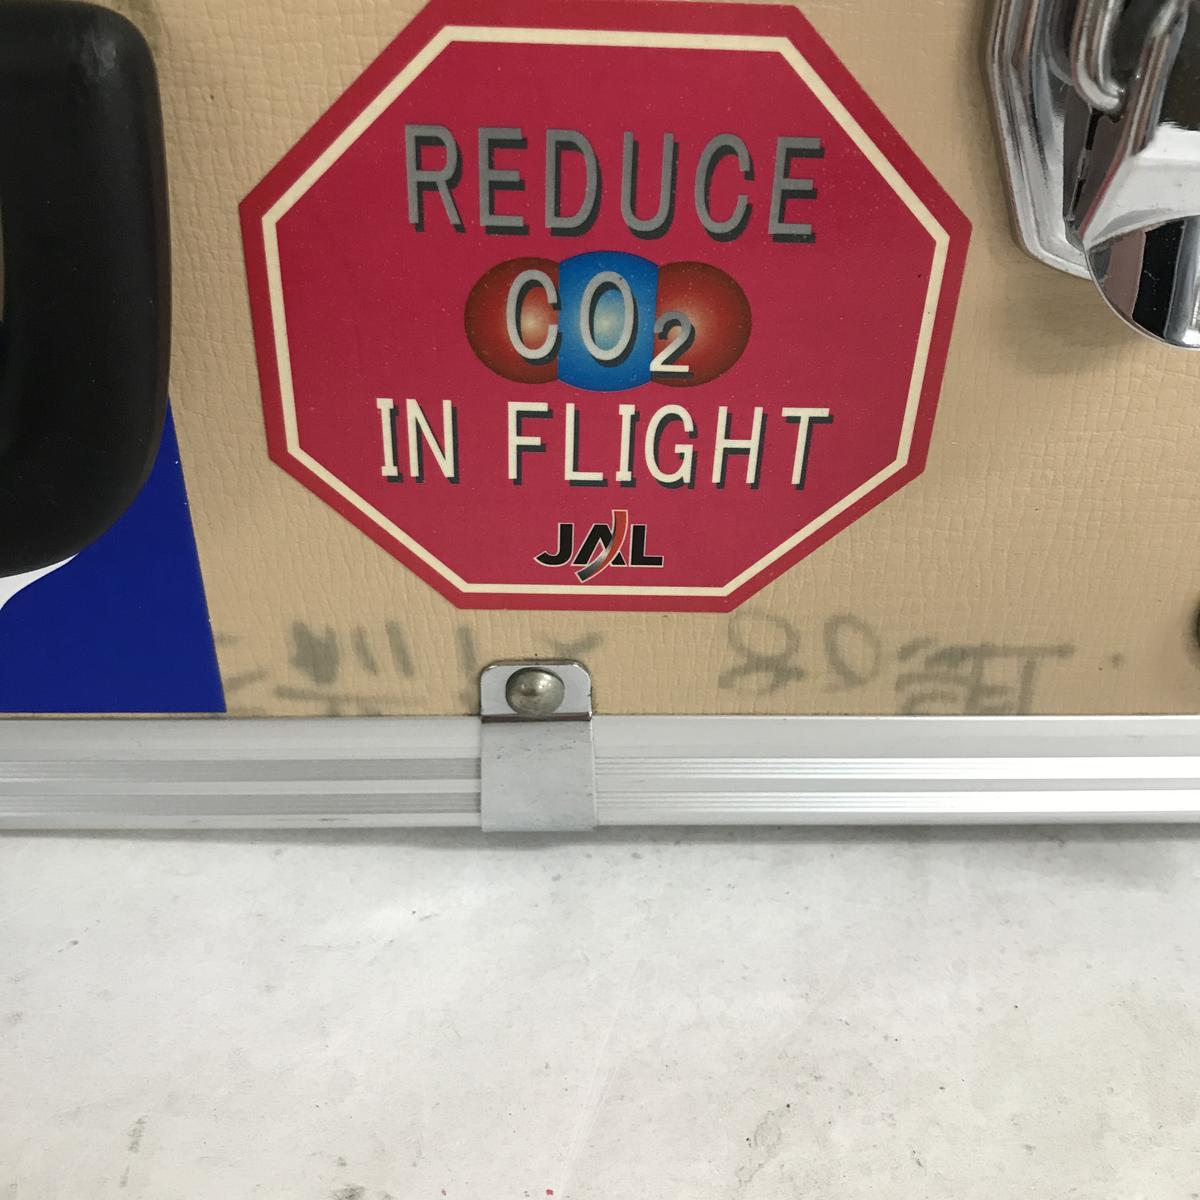 REDUCE
CO2
IN FLIGHT
JAL